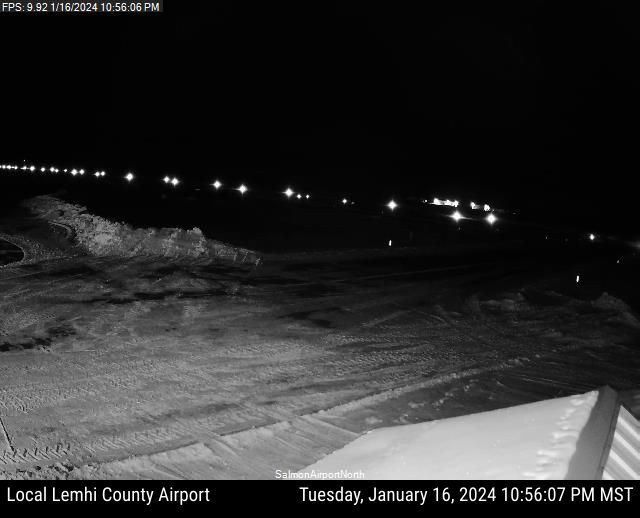 FPS: 9.92 1/16/2024 10:56:06 PM
SalmonAirportNorth
Local Lemhi County Airport Tuesday, January 16, 2024 10:56:07 PM MST